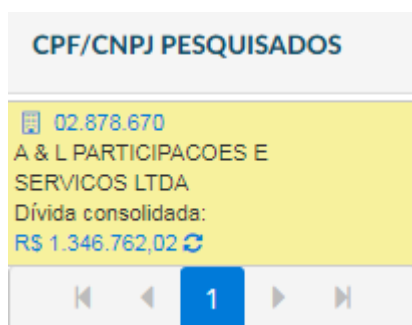 CPF/CNPJ PESQUISADOS
02.878.670
A & L PARTICIPACOES E
SERVICOS LTDA
Dívida consolidada:
R$ 1.346.762,02
1